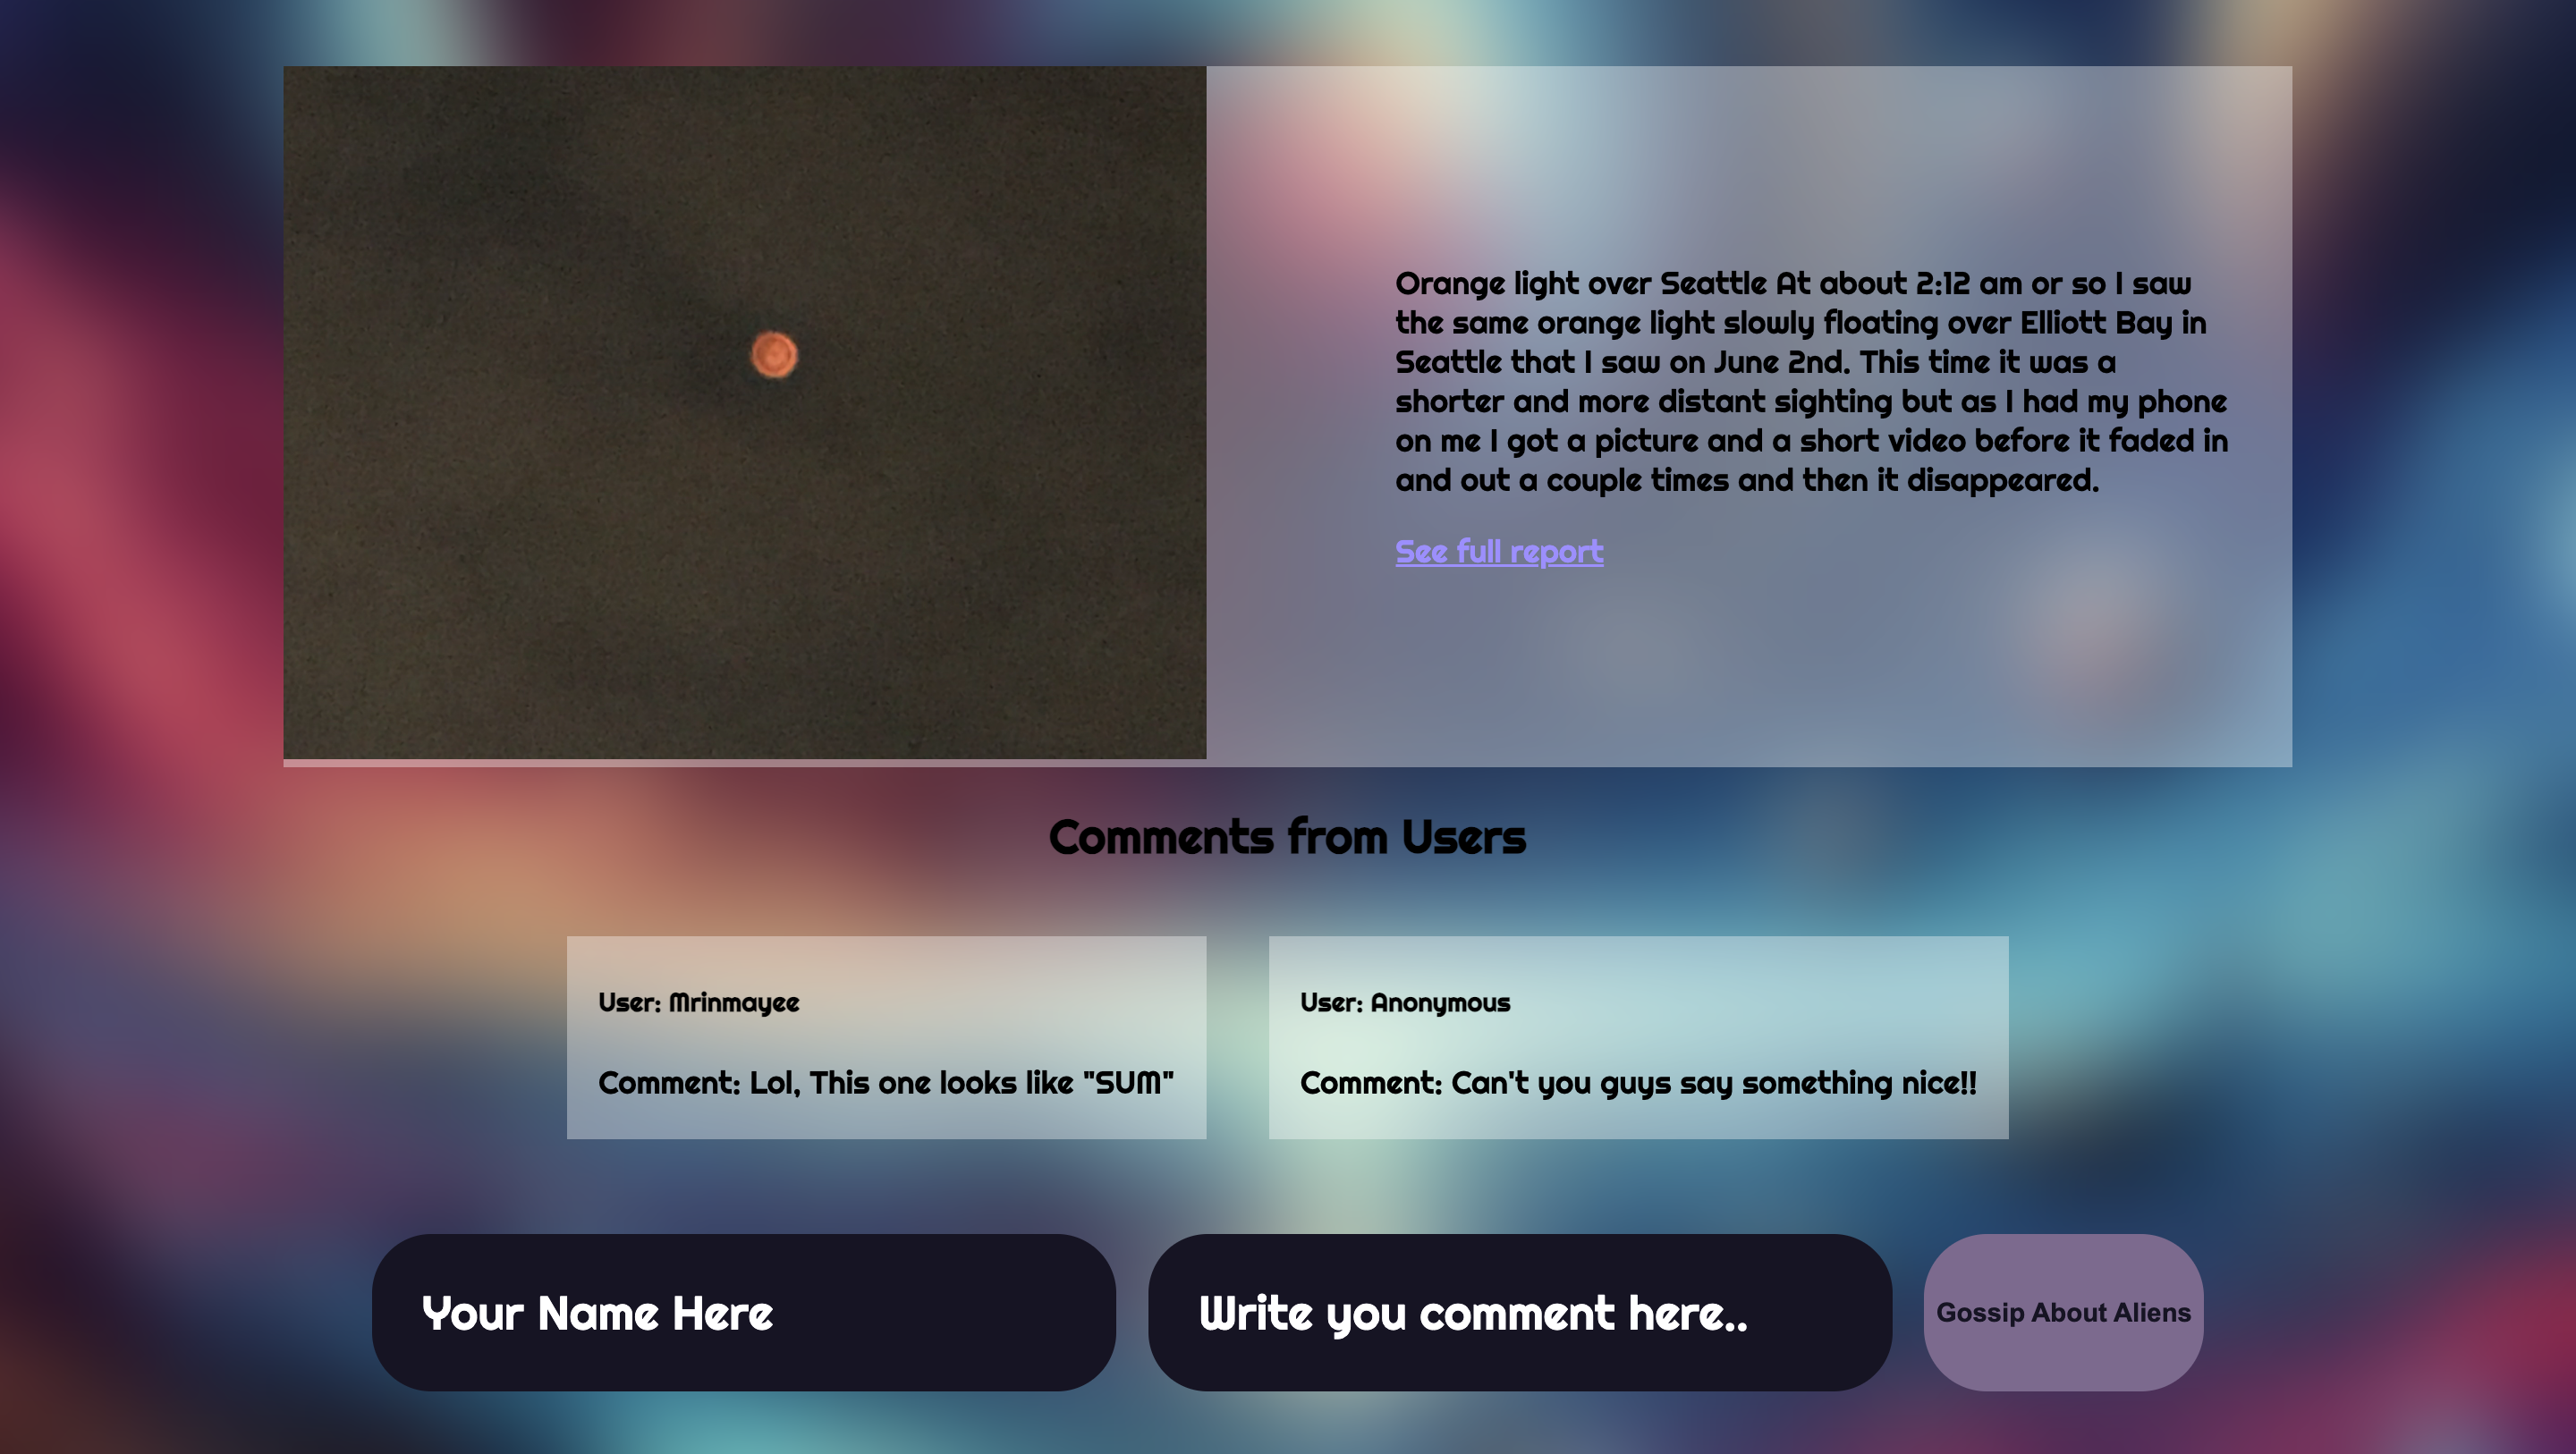 Orange light over Seattle At about 2:12 am or so I saw
the same orange light slowly floating over Elliott Bay in
Seattle that I saw on June 2nd. This time it was a
shorter and more distant sighting but as I had my phone
on me I got a picture and a short video before it faded in
and out a couple times and then it disappeared.
See full report
Comments from Users
User: Mrinmayee
Comment: Lol, This one looks like "SUM"
User: Anonymous
Comment: Can't you guys say something nice!!
Your Name Here
Write you comment here..
Gossip About Aliens